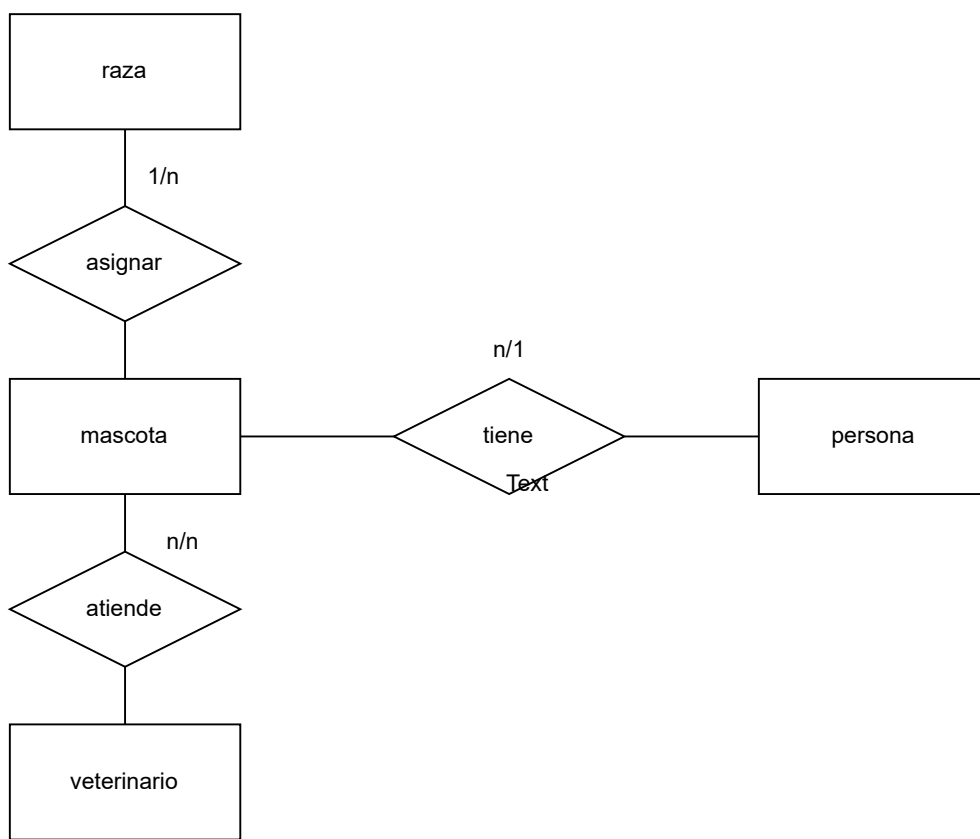 raza
1/n
asignar
n/1
mascota
tiene
persona
Text
n/n
atiende
veterinario